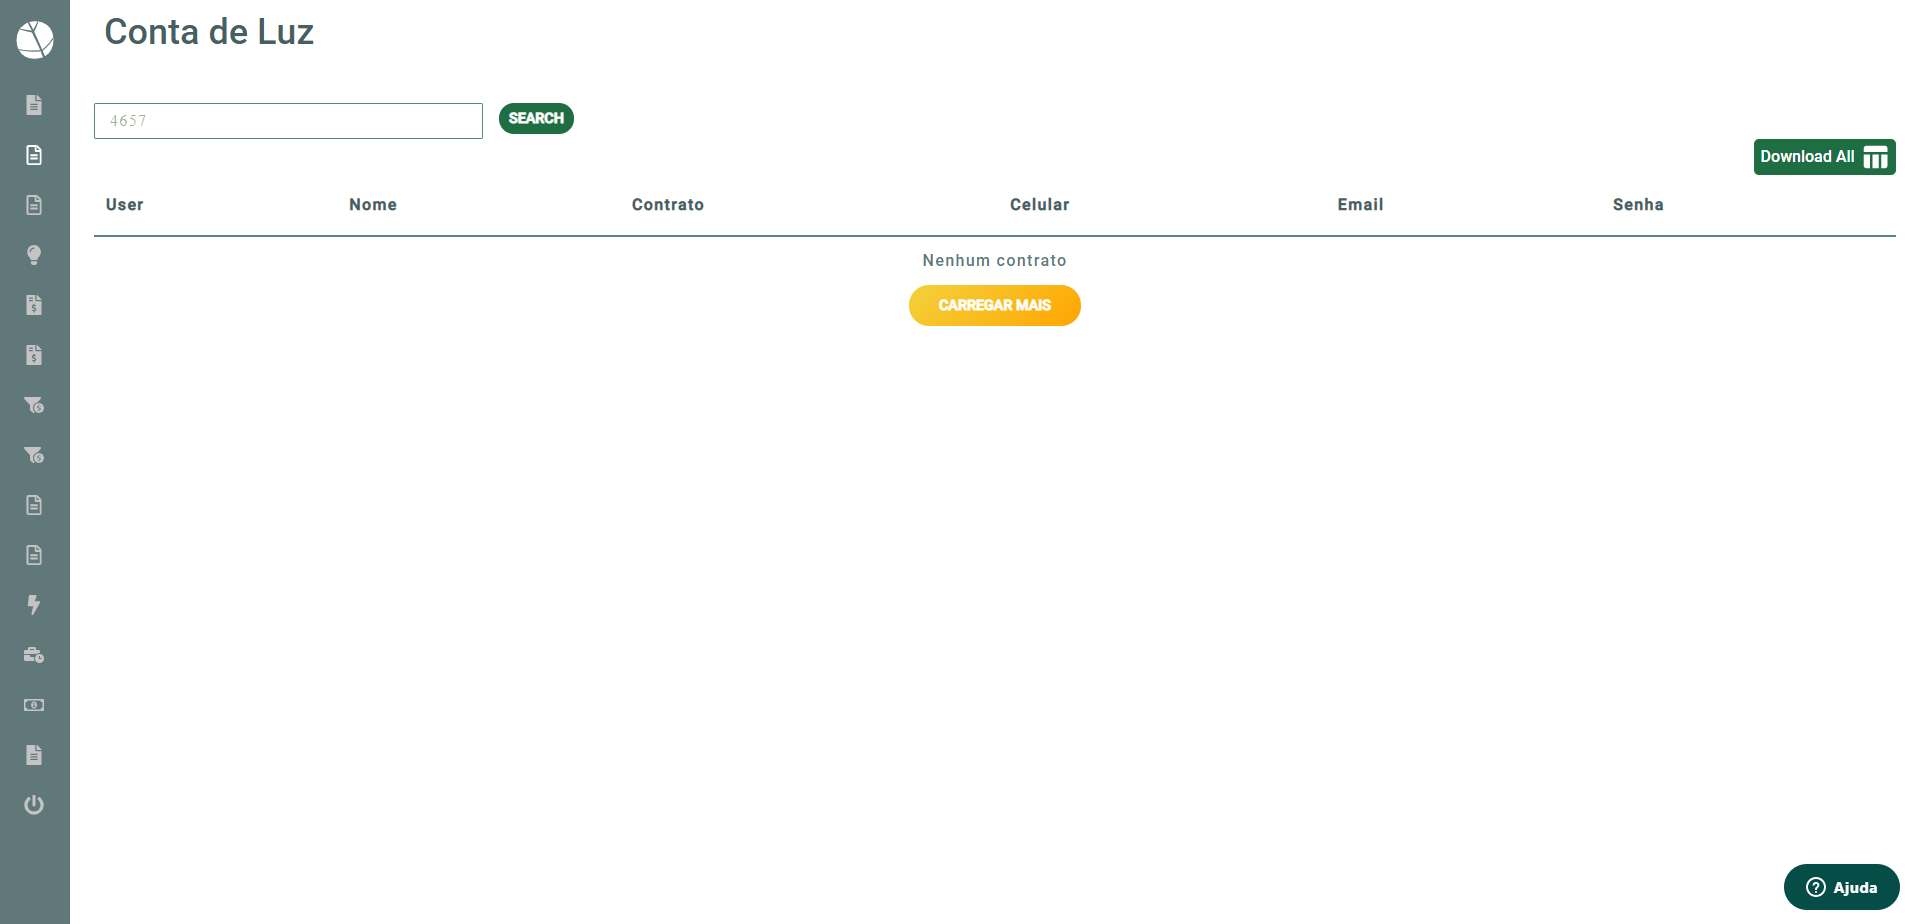 Conta de Luz
4657
SEARCH
Download All
User Nome Contrato Celular Email Senha
Nenhum contrato
CARREGAR MAIS
Ajuda